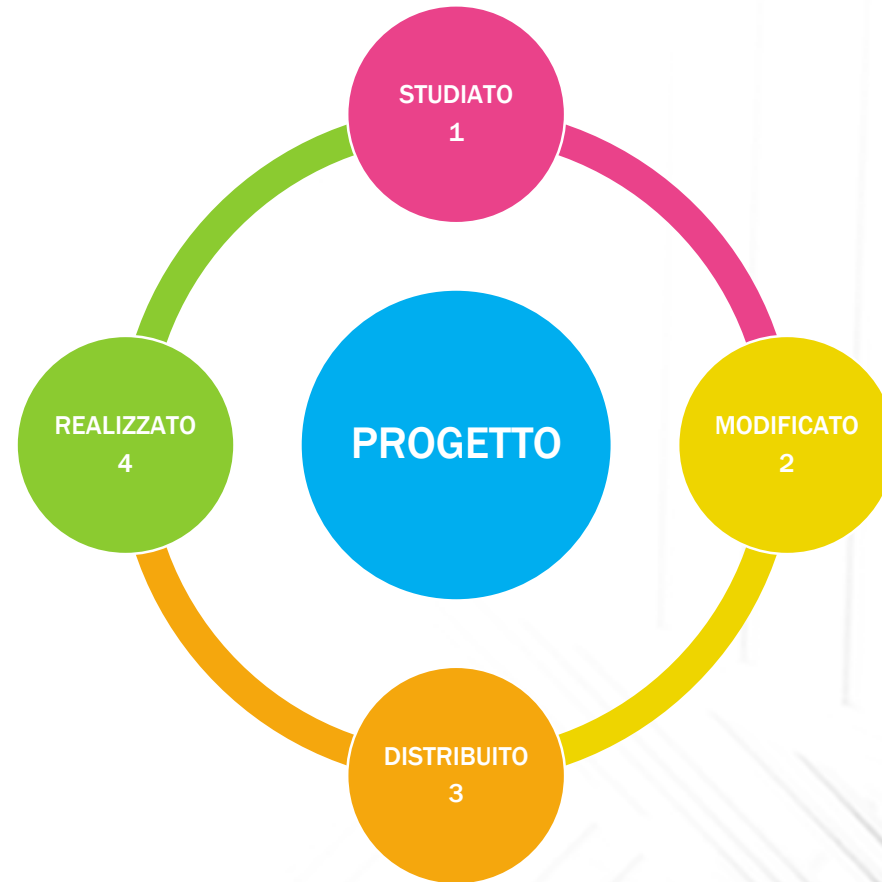 STUDIATO
1
MODIFICATO
2
DISTRIBUITO
3
REALIZZATO
4
PROGETTO